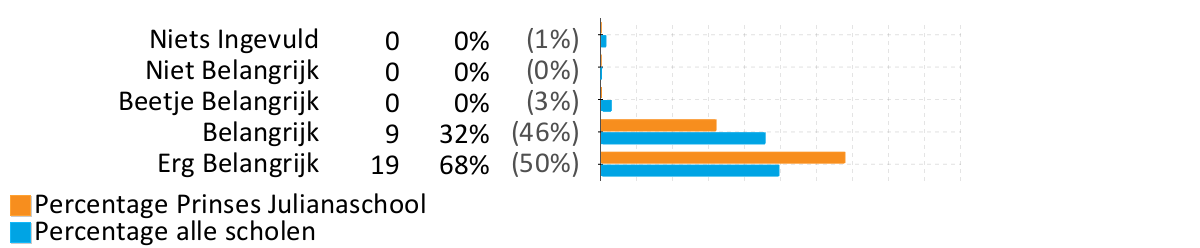 Niets Ingevuld 0 0% (1%)
Niet Belangrijk 0 0% (0%)
Beetje Belangrijk 0 0% (3%)
Belangrijk 9 32% (46%)
Erg Belangrijk 19 68% (50%)
Percentage Prinses Julianaschool
Percentage alle scholen